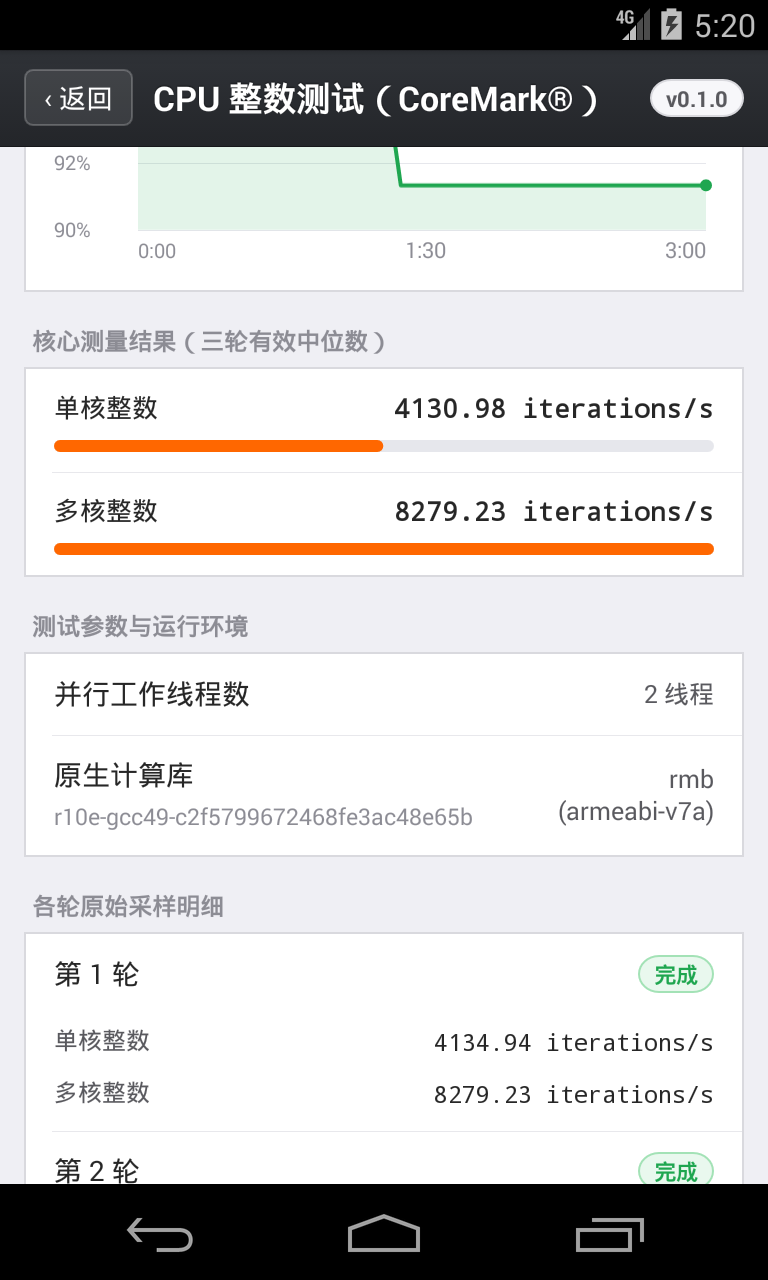 4G 5:20
‹ 返回 CPU 整数测试（CoreMark®） v0.1.0
92%
90%
0:00 1:30 3:00
核心测量结果（三轮有效中位数）
单核整数 4130.98 iterations/s
多核整数 8279.23 iterations/s
测试参数与运行环境
并行工作线程数 2 线程
原生计算库 rmb
r10e-gcc49-c2f5799672468fe3ac48e65b (armeabi-v7a)
各轮原始采样明细
第 1 轮 完成
单核整数 4134.94 iterations/s
多核整数 8279.23 iterations/s
第 2 轮 完成